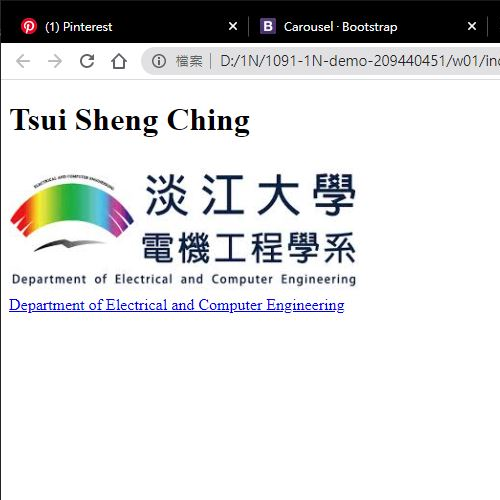 (1) Pinterest
Carousel · Bootstrap
檔案 | D:/1N/1091-1N-demo-209440451/w01/in
Tsui Sheng Ching
ELECTRICAL AND COMPUTER ENGINEERING
淡江大學
電機工程學系
Department of Electrical and Computer Engineering
Department of Electrical and Computer Engineering